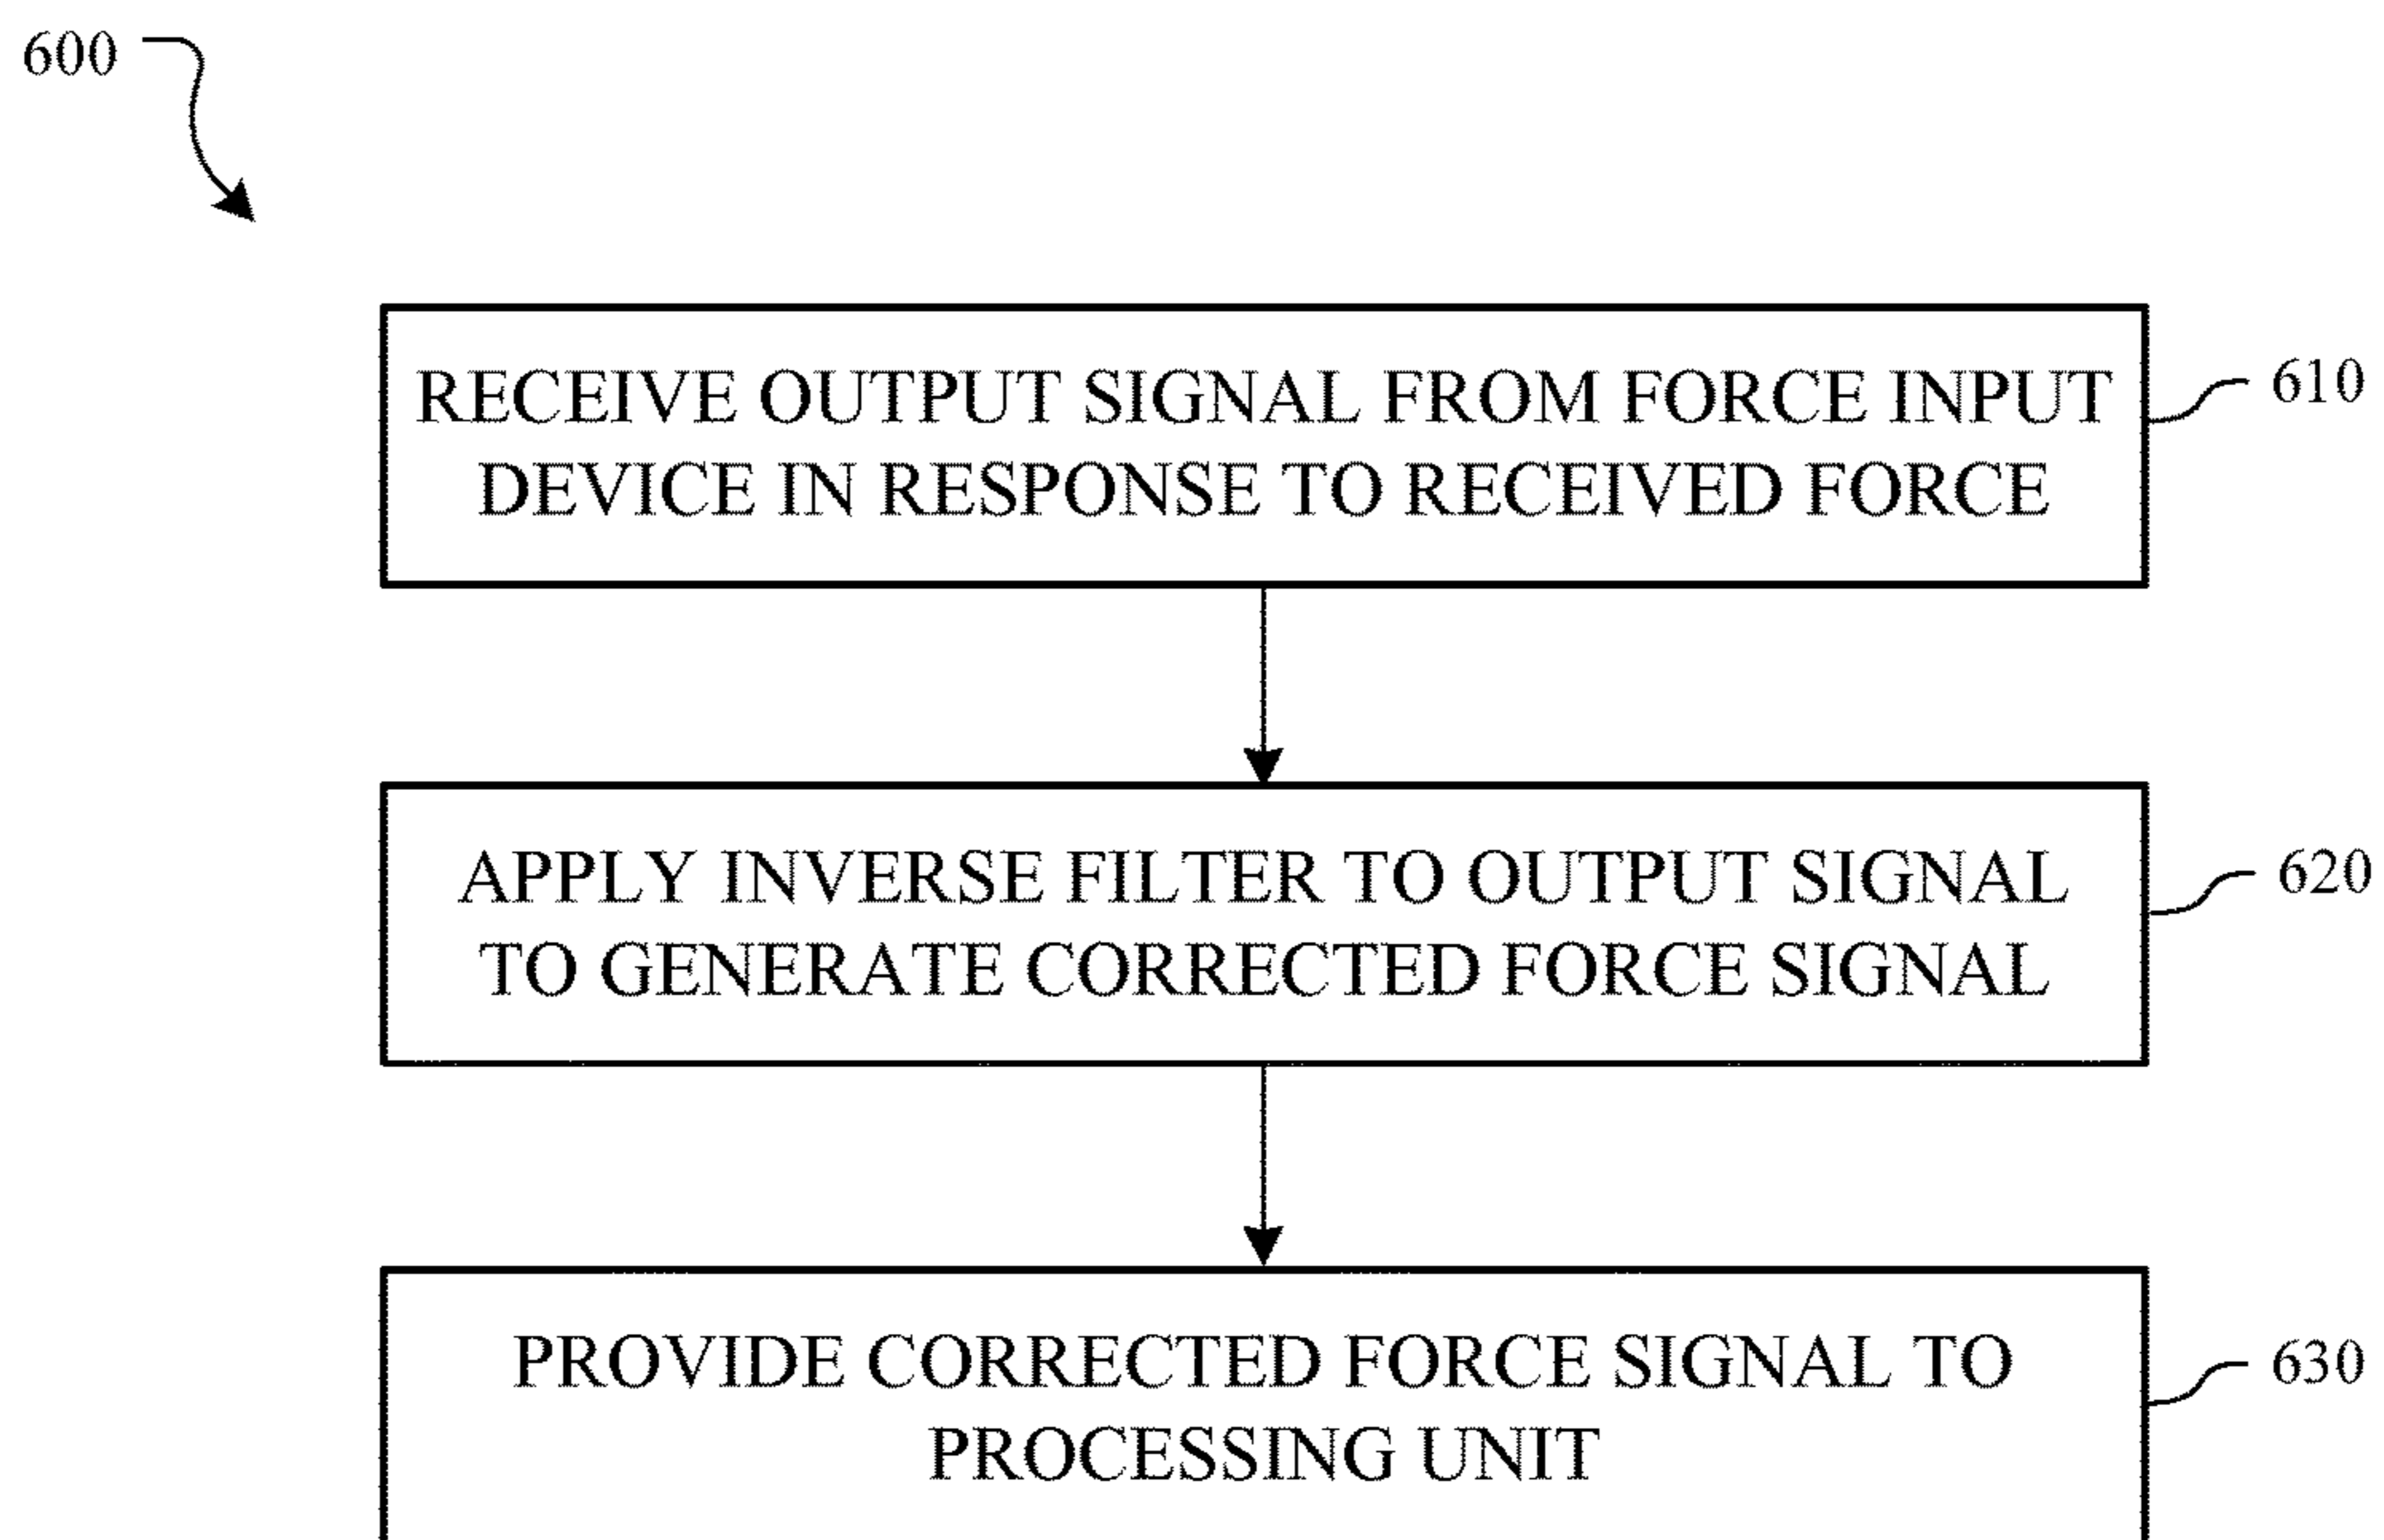 600
RECEIVE OUTPUT SIGNAL FROM FORCE INPUT
DEVICE IN RESPONSE TO RECEIVED FORCE
610
APPLY INVERSE FILTER TO OUTPUT SIGNAL
TO GENERATE CORRECTED FORCE SIGNAL
620
PROVIDE CORRECTED FORCE SIGNAL TO
PROCESSING UNIT
630